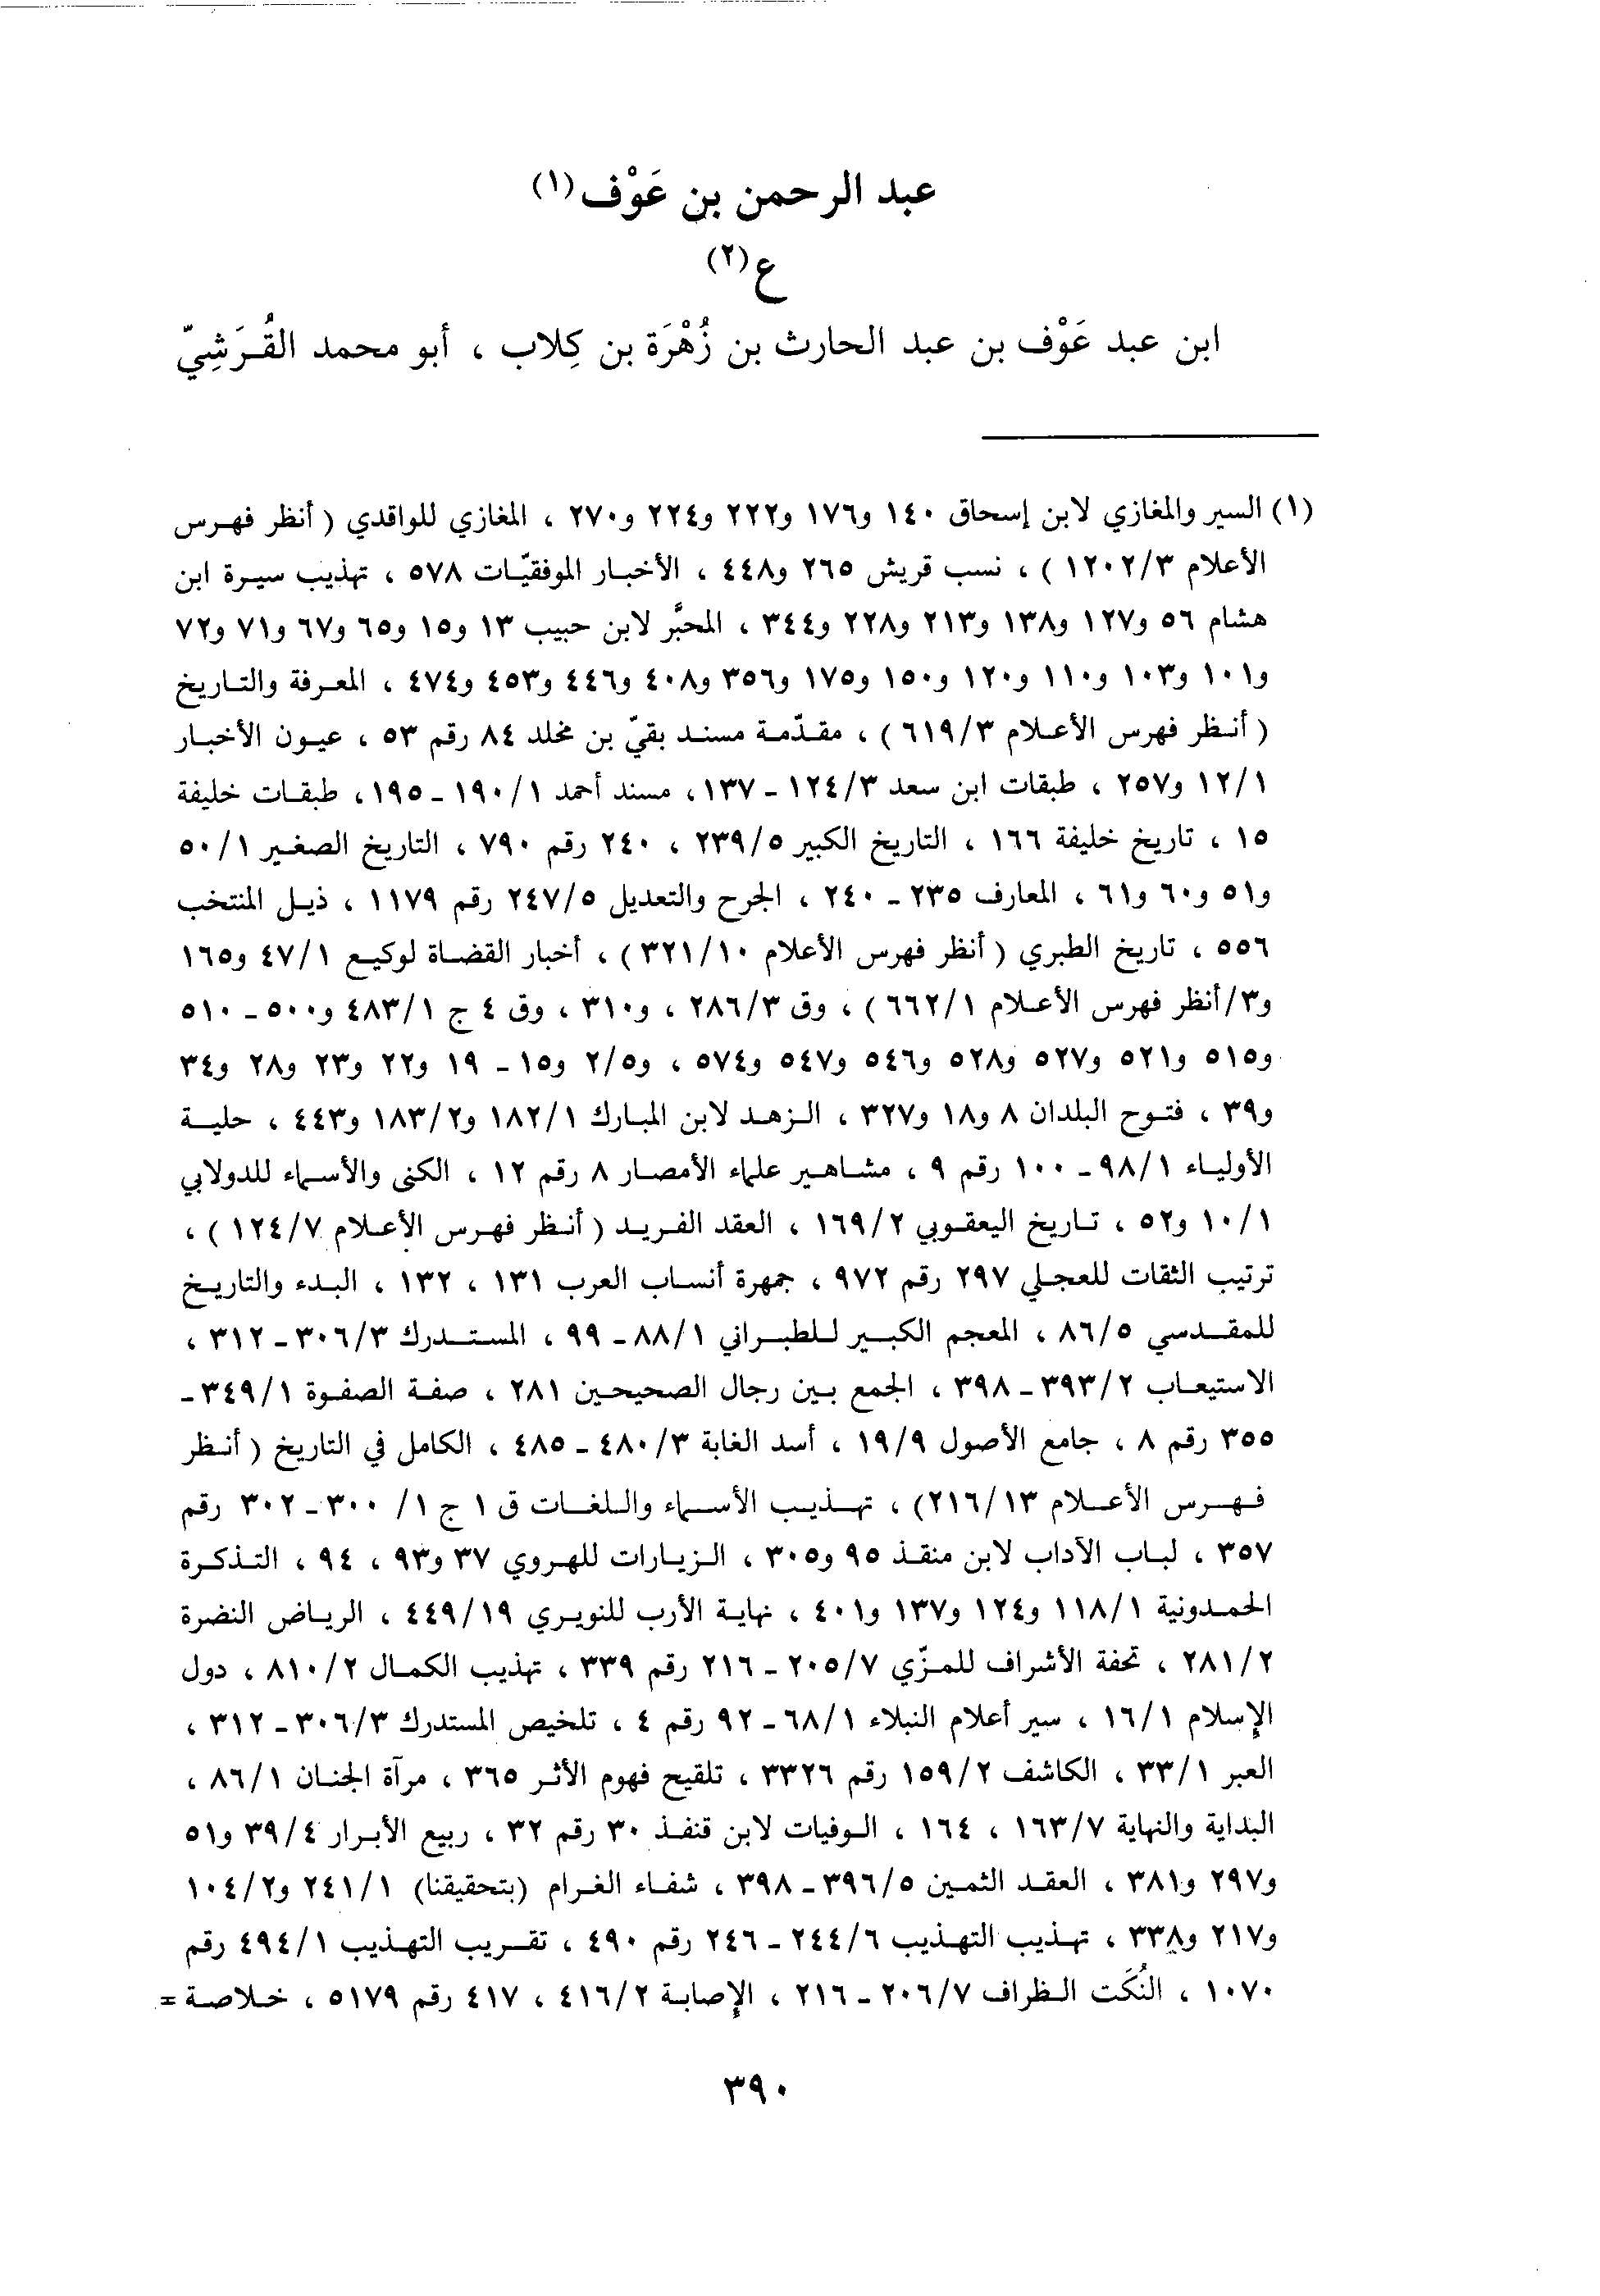 عبد الرحمن بن عَوْف(١)
ع(٢)
ابن عبد عَوْف بن عبد الحارث بن زُهْرَة بن كِلاب ، أبو محمد القُرَشِيّ
(١) السير والمغازي لابن إسحاق ١٤٠ و١٧٦ و٢٢٢ و٢٢٤ و٢٧٠ ، المغازي للواقدي ( أنظر فهرس
الأعلام ١٢٠٢/٣ ) ، نسب قريش ٢٦٥ و٤٤٨ ، الأخبار الموفقيّات ٥٧٨ ، تهذيب سيرة ابن
هشام ٥٦ و١٢٧ و١٣٨ و٢١٣ و٢٢٨ و٣٤٤ ، المحبَّر لابن حبيب ١٣ و١٥ و٦٥ و٦٧ و٧١ و٧٢
و١٠١ و١٠٣ و١١٠ و١٢٠ و١٥٠ و١٧٥ و٣٥٦ و٤٠٨ و٤٤٦ و٤٥٣ و٤٧٤ ، المعرفة والتاريخ
( أنظر فهرس الأعلام ٦١٩/٣ ) ، مقدّمة مسند بقيّ بن مخلد ٨٤ رقم ٥٣ ، عيون الأخبار
١٢/١ و٢٥٧ ، طبقات ابن سعد ١٢٤/٣ - ١٣٧، مسند أحمد ١٩٠/١ - ١٩٥، طبقات خليفة
١٥ ، تاريخ خليفة ١٦٦ ، التاريخ الكبير ٢٣٩/٥ ، ٢٤٠ رقم ٧٩٠ ، التاريخ الصغير ٥٠/١
و٥١ و٦٠ و٦١ ، المعارف ٢٣٥ - ٢٤٠ ، الجرح والتعديل ٢٤٧/٥ رقم ١١٧٩ ، ذيل المنتخب
٥٥٦ ، تاريخ الطبري ( أنظر فهرس الأعلام ٣٢١/١٠ ) ، أخبار القضاة لوكيع ٤٧/١ و١٦٥
و٣/أنظر فهرس الأعلام ٦٦٢/١ ) ، وق ٢٨٦/٣ ، و٣١٠ ، وق ٤ ج ٤٨٣/١ و٥٠٠ - ٥١٠
و٥١٥ و٥٢١ و٥٢٧ و٥٢٨ و٥٤٦ و٥٤٧ و٥٧٤ ، و٢/٥ و١٥ - ١٩ و٢٢ و٢٣ و٢٨ و٣٤
و٣٩ ، فتوح البلدان ٨ و١٨ و٣٢٧ ، الزهد لابن المبارك ١٨٢/١ و١٨٣/٢ و٤٤٣ ، حلية
الأولياء ٩٨/١ - ١٠٠ رقم ٩ ، مشاهير علماء الأمصار ٨ رقم ١٢ ، الكنى والأسماء للدولابي
١٠/١ و٥٢ ، تاريخ اليعقوبي ١٦٩/٢ ، العقد الفريد ( أنظر فهرس الأعلام ١٢٤/٧ ) ،
ترتيب الثقات للعجلي ٢٩٧ رقم ٩٧٢ ، جمهرة أنساب العرب ١٣١ ، ١٣٢ ، البدء والتاريخ
للمقدسي ٨٦/٥ ، المعجم الكبير للطبراني ٨٨/١ - ٩٩ ، المستدرك ٣٠٦/٣ - ٣١٢ ،
الاستيعاب ٣٩٣/٢ - ٣٩٨ ، الجمع بين رجال الصحيحين ٢٨١ ، صفة الصفوة ٣٤٩/١ -
٣٥٥ رقم ٨ ، جامع الأصول ١٩/٩ ، أسد الغابة ٤٨٠/٣ - ٤٨٥ ، الكامل في التاريخ ( أنظر
فهرس الأعلام ٢١٦/١٣) ، تهذيب الأسماء واللغات ق ١ ج ١/ ٣٠٠ - ٣٠٢ رقم
٣٥٧ ، لباب الآداب لابن منقذ ٩٥ و٣٠٥ ، الزيارات للهروي ٣٧ و٩٣ ، ٩٤ ، التذكرة
الحمدونية ١١٨/١ و١٢٤ و١٣٧ و٤٠١ ، نهاية الأرب للنويري ٤٤٩/١٩ ، الرياض النضرة
٢٨١/٢ ، تحفة الأشراف للمزّي ٢٠٥/٧ - ٢١٦ رقم ٣٣٩ ، تهذيب الكمال ٨١٠/٢ ، دول
الإسلام ١٦/١ ، سير أعلام النبلاء ٦٨/١ - ٩٢ رقم ٤ ، تلخيص المستدرك ٣٠٦/٣ - ٣١٢ ،
العبر ٣٣/١ ، الكاشف ١٥٩/٢ رقم ٣٣٢٦ ، تلقيح فهوم الأثر ٣٦٥ ، مرآة الجنان ٨٦/١ ،
البداية والنهاية ١٦٣/٧ ، ١٦٤ ، الوفيات لابن قنفذ ٣٠ رقم ٣٢ ، ربيع الأبرار ٣٩/٤ و٥١
و٢٩٧ و٣٨١ ، العقد الثمين ٣٩٦/٥ - ٣٩٨ ، شفاء الغرام (بتحقيقنا) ٢٤١/١ و١٠٤/٢
و٢١٧ و٣٣٨ ، تهذيب التهذيب ٢٤٤/٦ - ٢٤٦ رقم ٤٩٠ ، تقريب التهذيب ٤٩٤/١ رقم
١٠٧٠ ، النُكَت الظراف ٢٠٦/٧ - ٢١٦ ، الإصابة ٤١٦/٢ ، ٤١٧ رقم ٥١٧٩ ، خلاصة =
٣٩٠